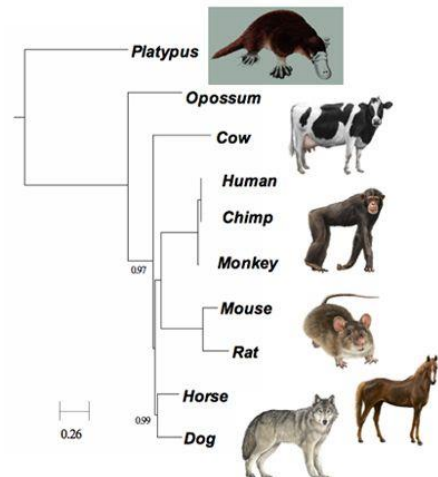 Platypus
Opossum
Cow
Human
Chimp
Monkey
0.97
Mouse
Rat
Horse
0.99
0.26
Dog